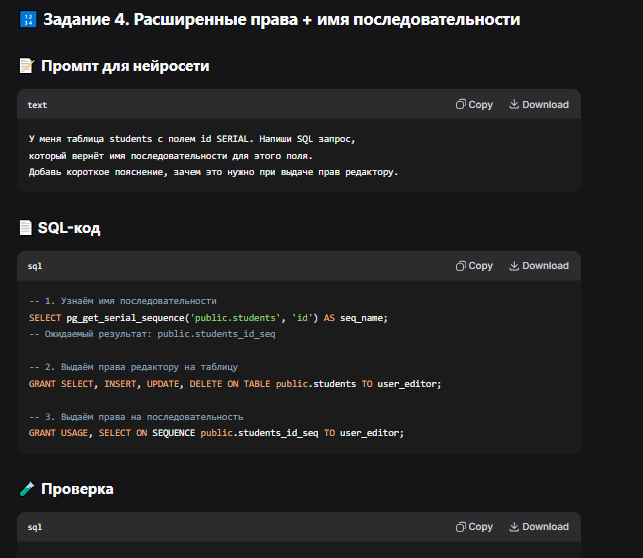 Задание 4. Расширенные права + имя последовательности
Промпт для нейросети
text
Copy
Download
У меня таблица students с полем id SERIAL. Напиши SQL запрос,
который вернёт имя последовательности для этого поля.
Добавь короткое пояснение, зачем это нужно при выдаче прав редактору.
SQL-код
sql
Copy
Download
-- 1. Узнаём имя последовательности
SELECT pg_get_serial_sequence('public.students', 'id') AS seq_name;
-- Ожидаемый результат: public.students_id_seq
-- 2. Выдаём права редактору на таблицу
GRANT SELECT, INSERT, UPDATE, DELETE ON TABLE public.students TO user_editor;
-- 3. Выдаём права на последовательность
GRANT USAGE, SELECT ON SEQUENCE public.students_id_seq TO user_editor;
Проверка
sql
Copy
Download